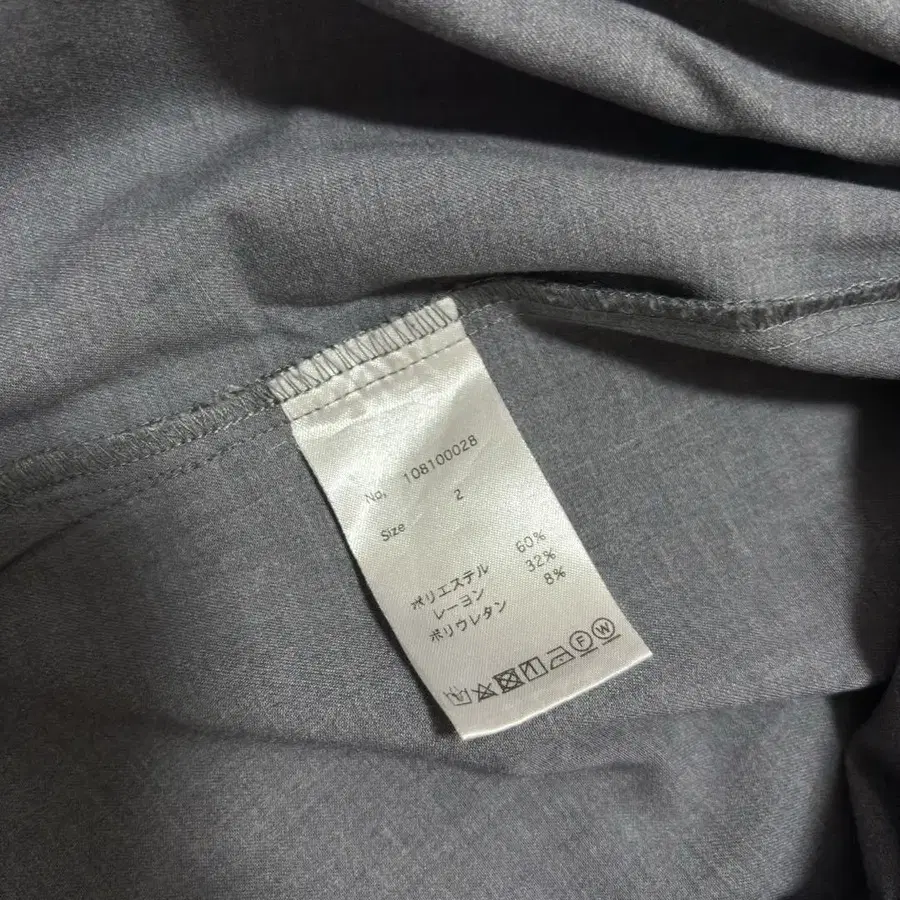 No, 108100028
Size 2
ポリエステル 60%
レーヨン 32%
ポリウレタン 8%
F W